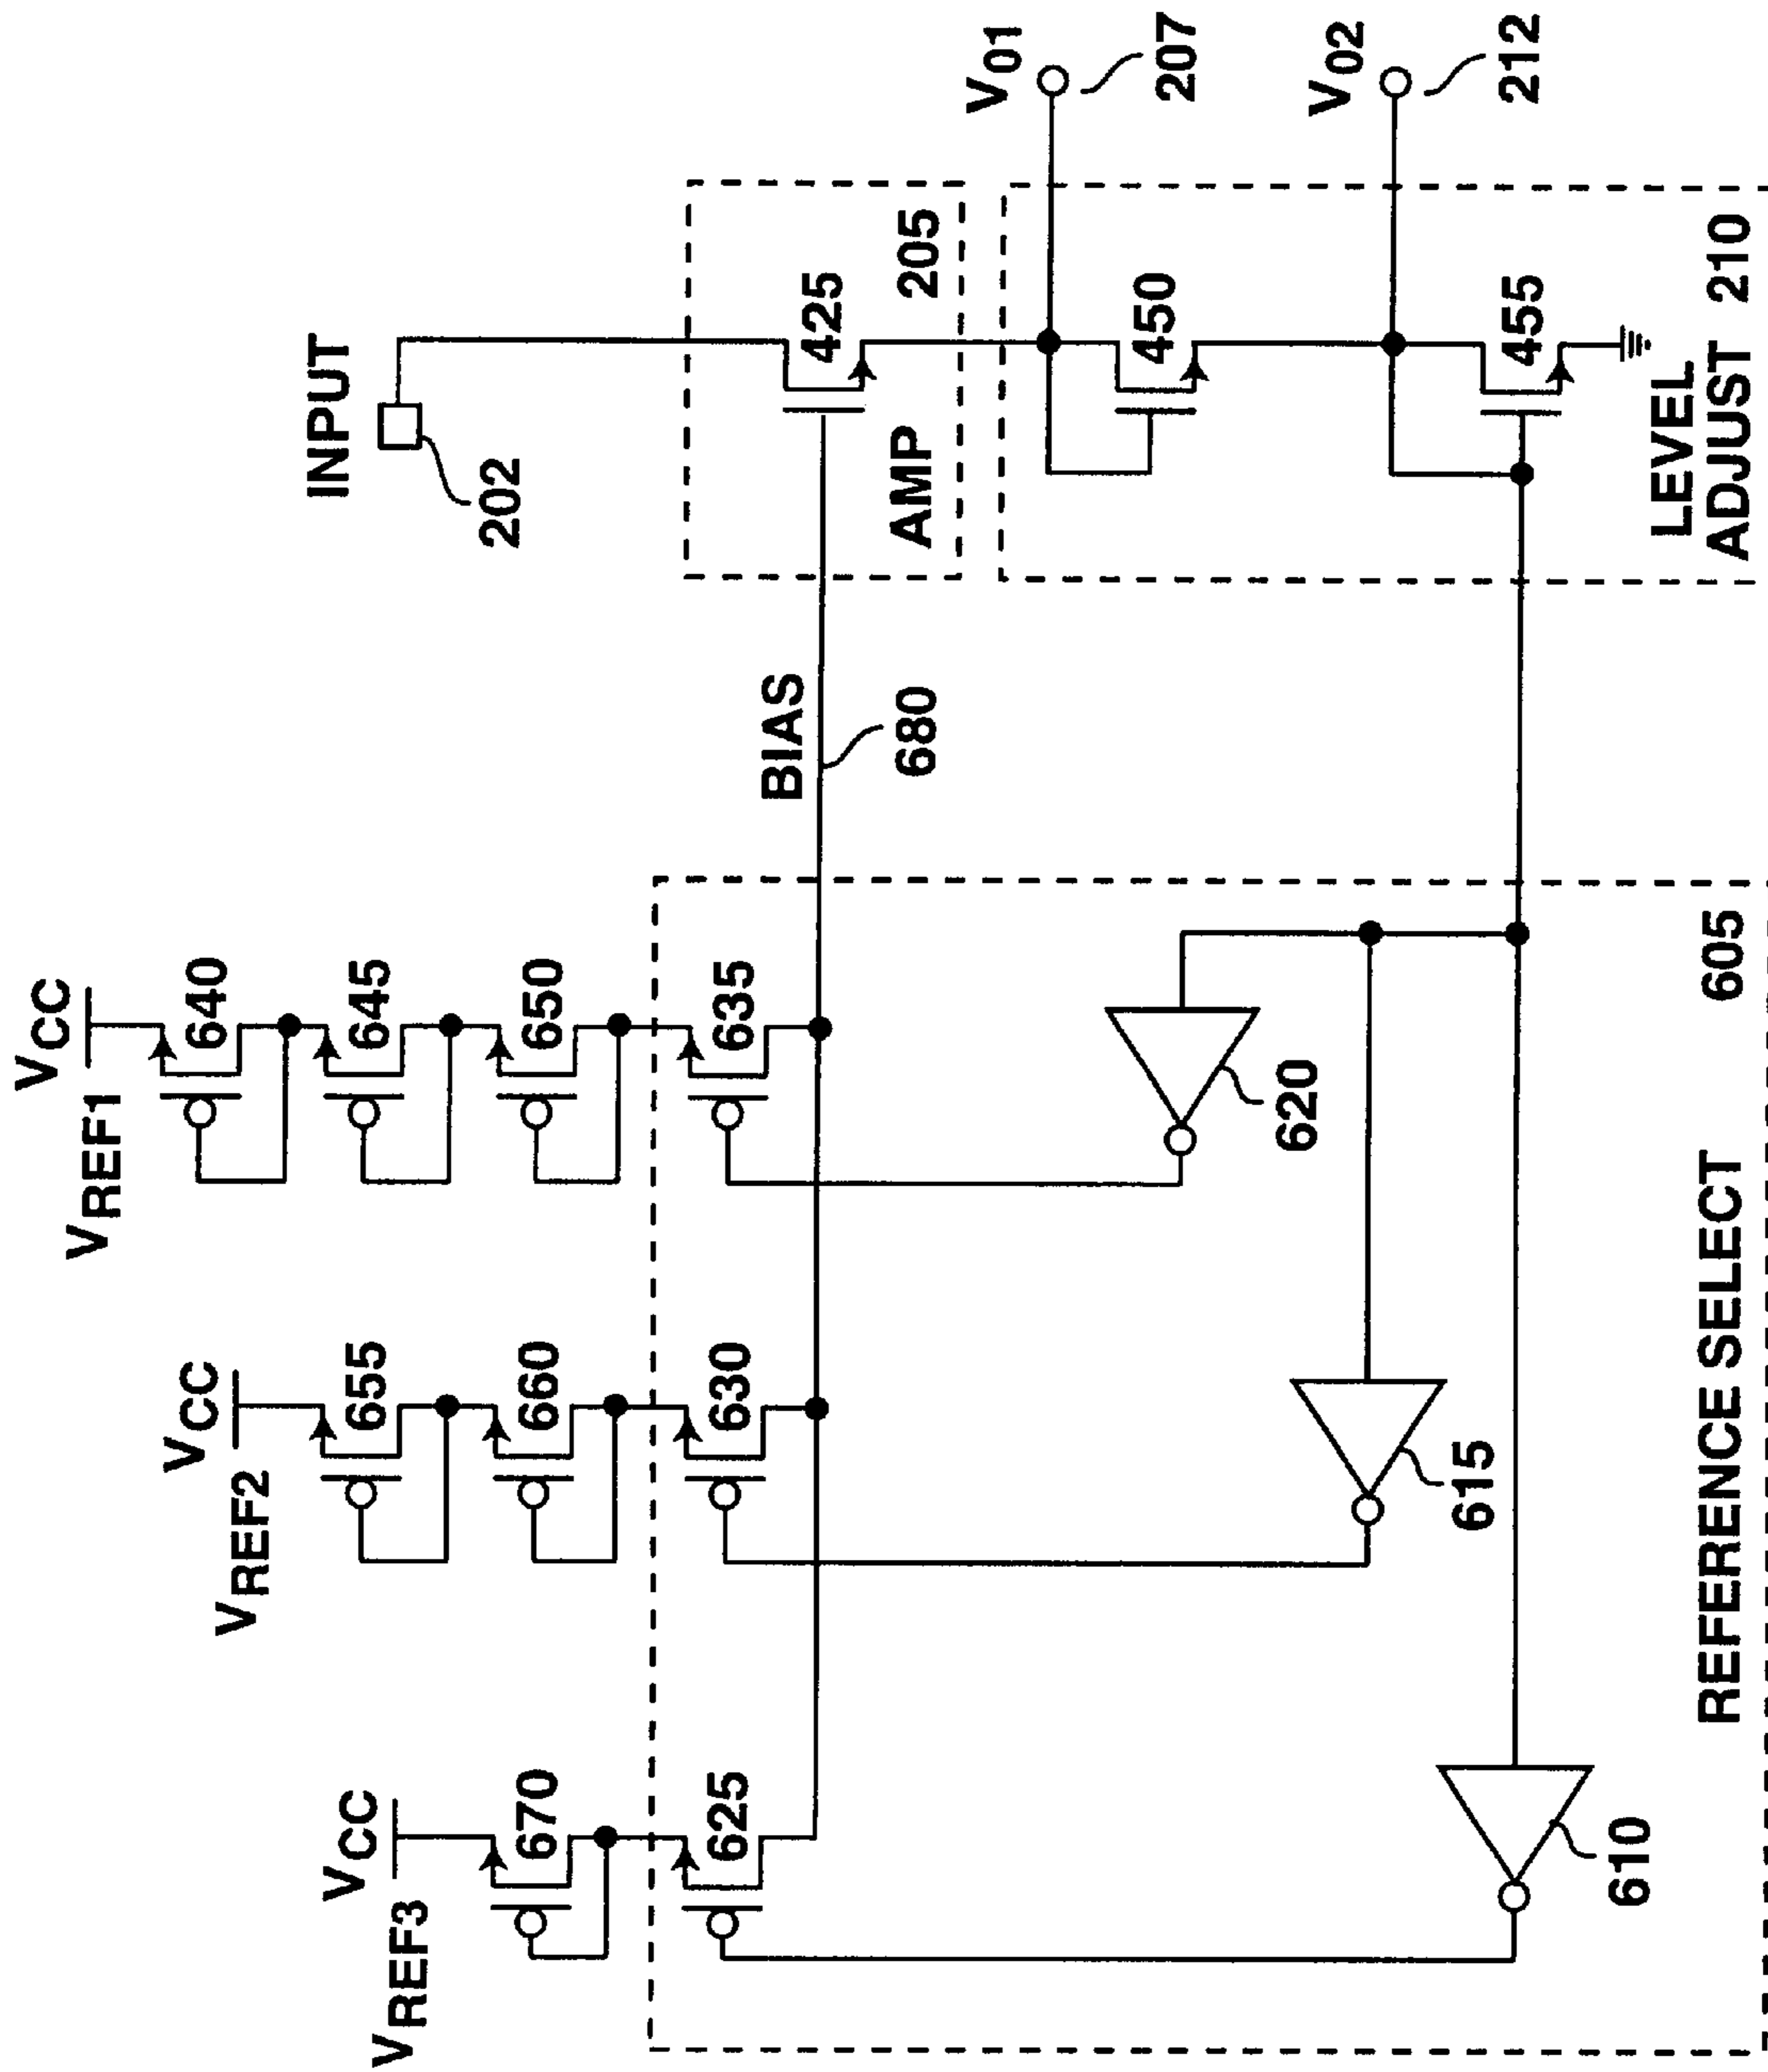 VCC
VREF3
670
625
VCC
VREF2
655
660
630
VCC
VREF1
640
645
650
635
620
615
610
REFERENCE SELECT 605
BIAS
680
INPUT
202
425
AMP 205
V01
207
450
V02
212
455
LEVEL
ADJUST 210